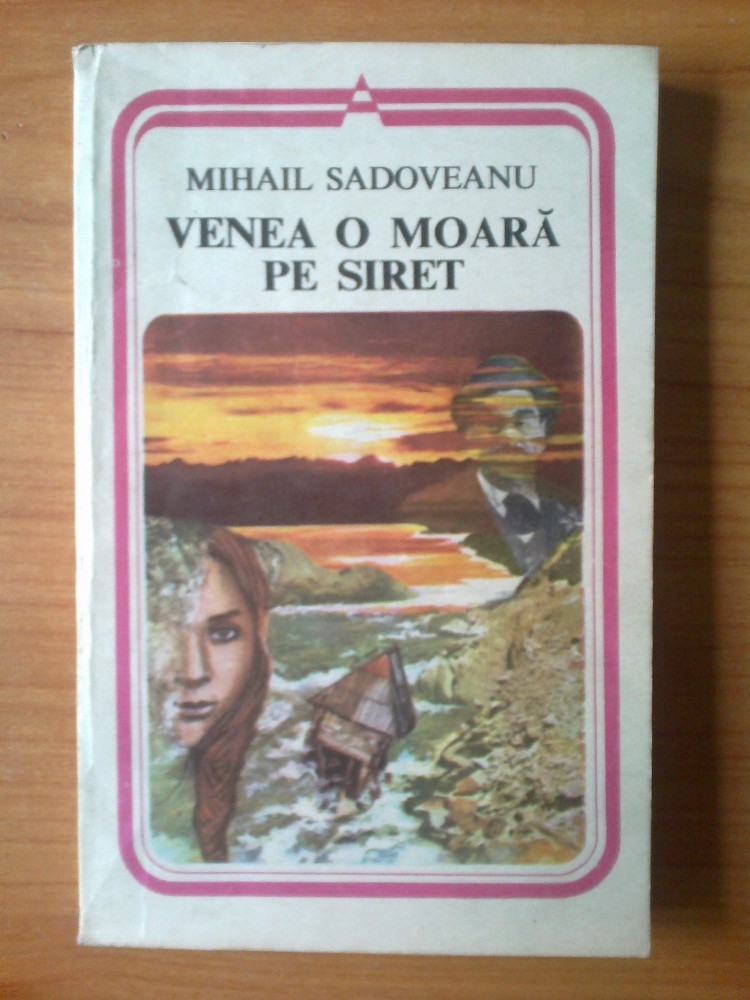 MIHAIL SADOVEANU
VENEA O MOARĂ
PE SIRET